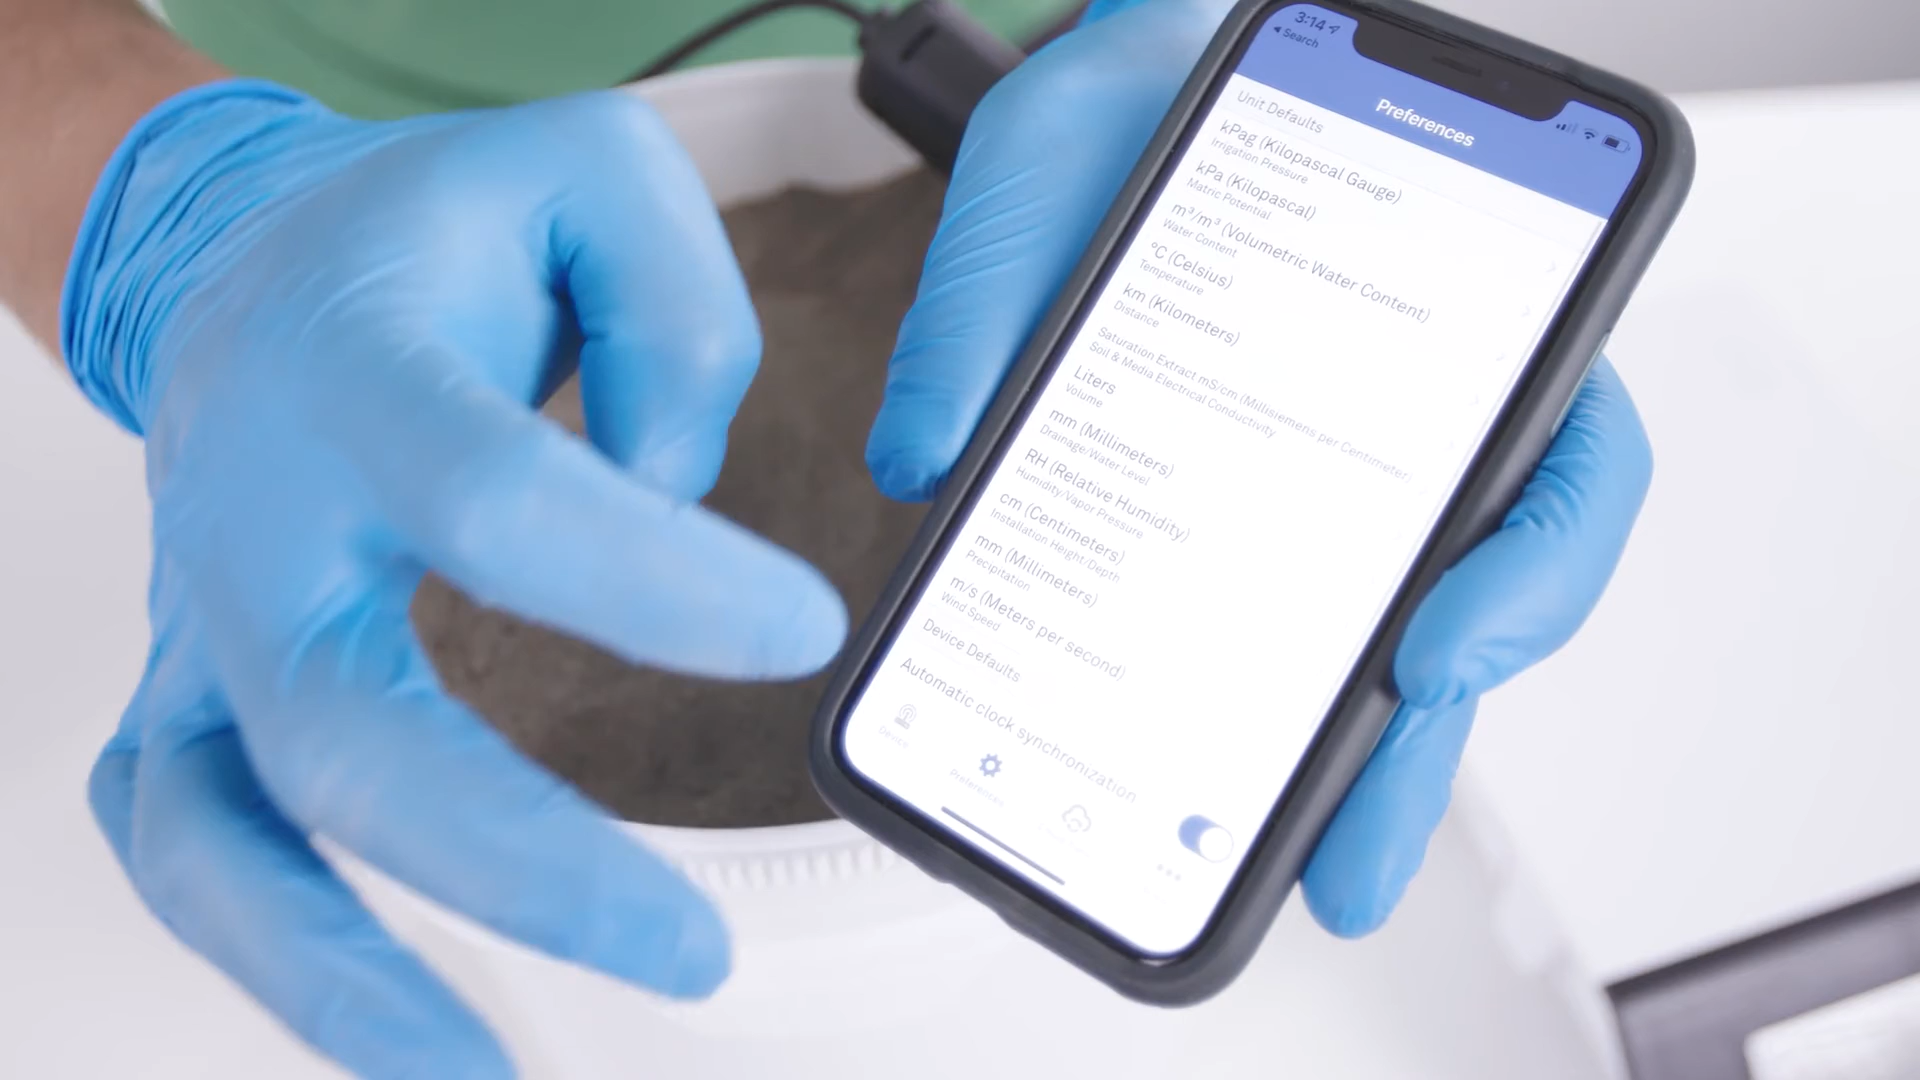 3:14
Search
Preferences
Unit Defaults
kPag (Kilopascal Gauge)
Irrigation Pressure
kPa (Kilopascal)
Matric Potential
m³/m³ (Volumetric Water Content)
Water Content
°C (Celsius)
Temperature
km (Kilometers)
Distance
Saturation Extract mS/cm (Millisiemens per Centimeter)
Soil & Media Electrical Conductivity
Liters
Volume
mm (Millimeters)
Drainage/Water Level
RH (Relative Humidity)
Humidity/Vapor Pressure
cm (Centimeters)
Installation Height/Depth
mm (Millimeters)
Precipitation
m/s (Meters per second)
Wind Speed
Device Defaults
Automatic clock synchronization
Device
Preferences